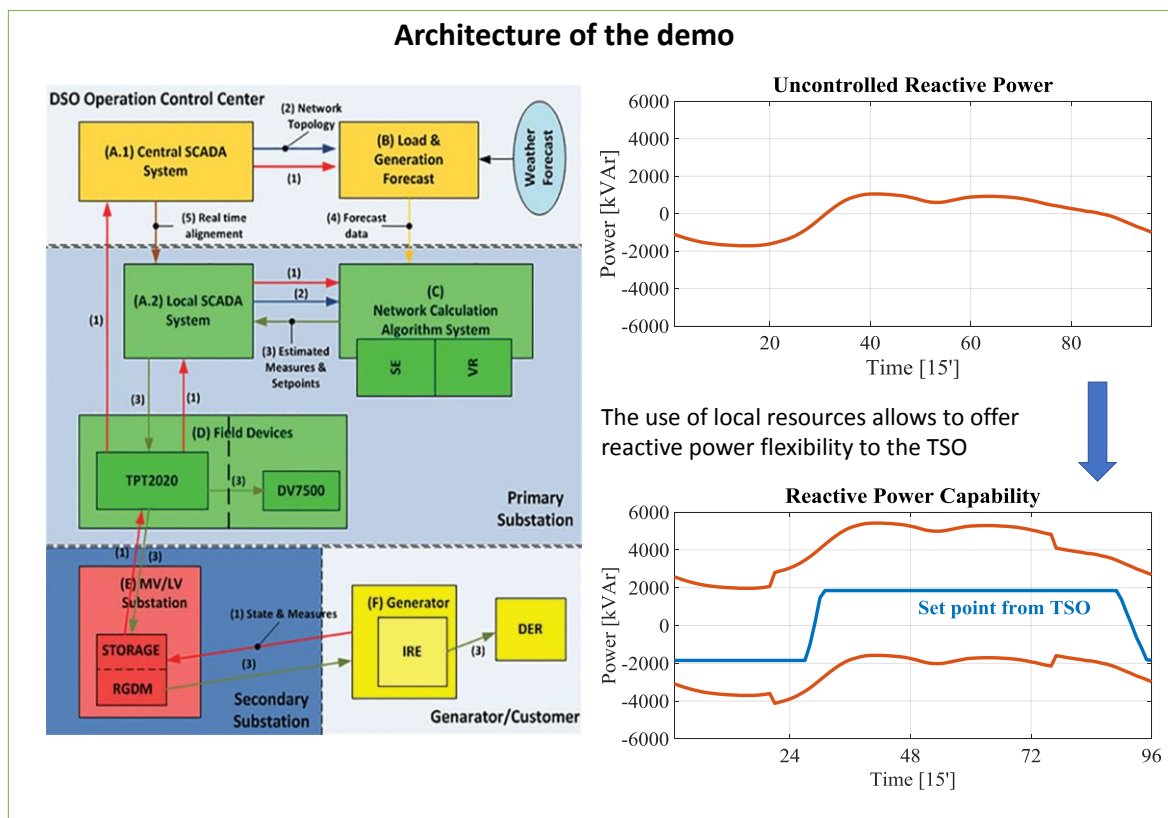 Architecture of the demo
DSO Operation Control Center
(2) Network
Topology
(A.1) Central SCADA
System
(1)
(B) Load &
Generation
Forecast
Weather
Forecast
(5) Real time
alignement
(4) Forecast
data
(1)
(A.2) Local SCADA
System
(1)
(2)
(3) Estimated
Measures &
Setpoints
(C)
Network Calculation
Algorithm System
SE
VR
(3)
(1)
(D) Field Devices
TPT2020
(3)
DV7500
Primary
Substation
(1)
(3)
(E) MV/LV
Substation
STORAGE
RGDM
(1) State & Measures
(3)
Secondary
Substation
(F) Generator
IRE
(3)
DER
Genarator/Customer
Uncontrolled Reactive Power
Power [kVAr]
6000
4000
2000
0
-2000
-4000
-6000
20
40
60
80
Time [15']
The use of local resources allows to offer
reactive power flexibility to the TSO
Reactive Power Capability
Power [kVAr]
6000
4000
2000
0
-2000
-4000
-6000
Set point from TSO
24
48
72
96
Time [15']